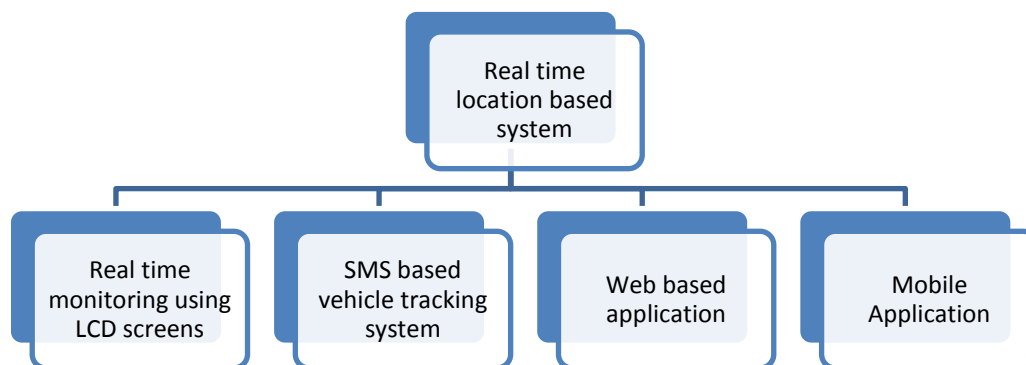 Real time
location based
system
Real time
monitoring using
LCD screens
SMS based
vehicle tracking
system
Web based
application
Mobile
Application